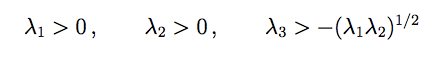 λ₁ > 0 ,  λ₂ > 0 ,  λ₃ > −(λ₁λ₂)^{1/2}